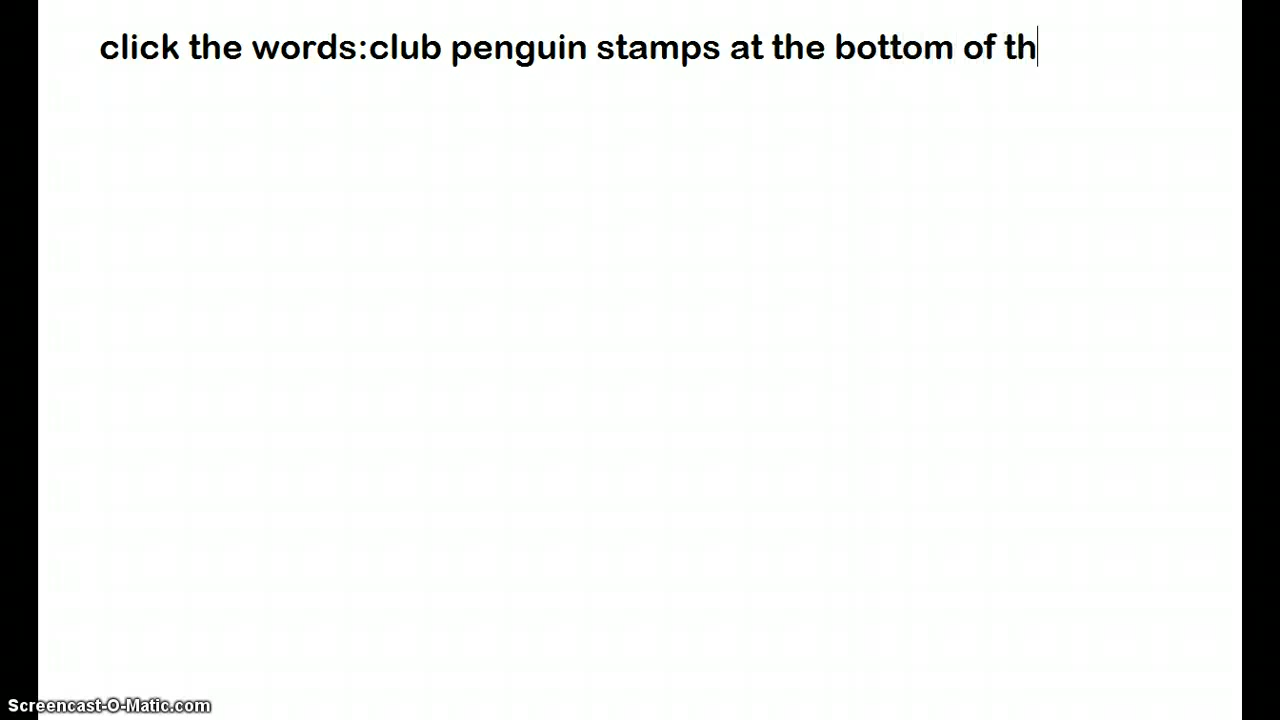 click the words:club penguin stamps at the bottom of th
Screencast-O-Matic.com